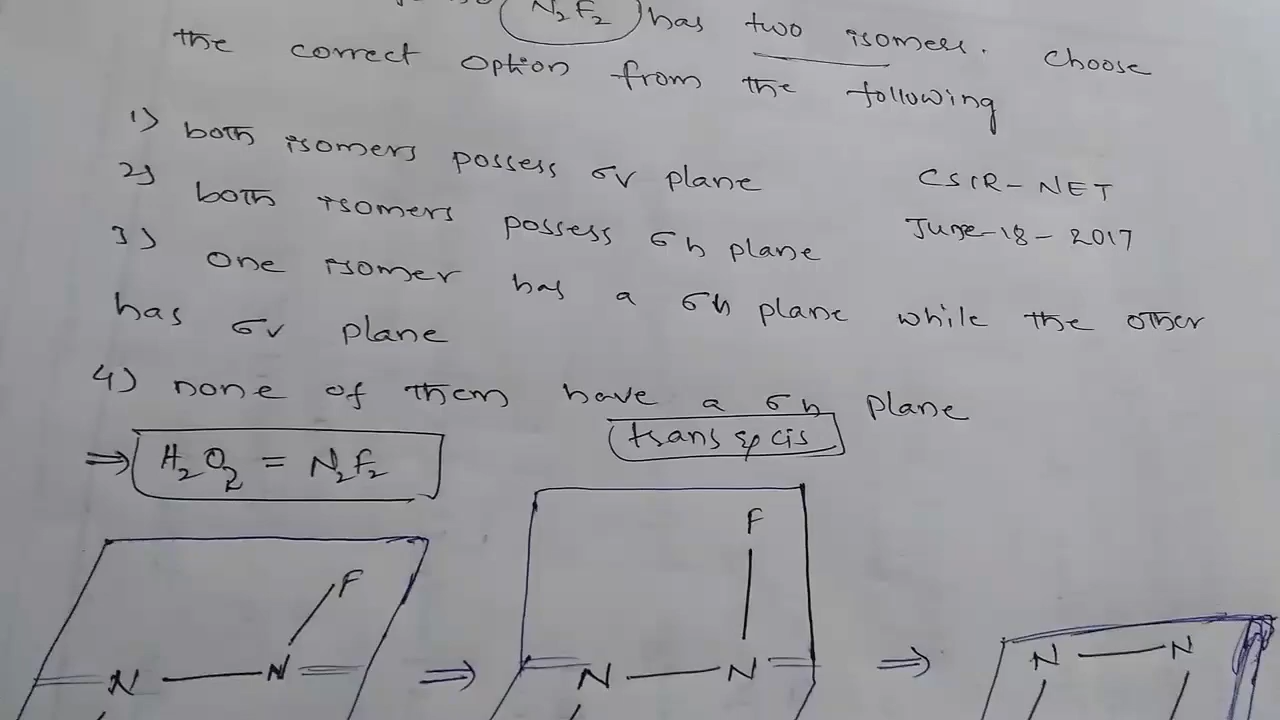 N2F2 has two isomers. Choose
the correct option from the following
1) both isomers possess σv plane
CSIR-NET
2) both isomers possess σh plane
June-18-2017
3) One isomer has a σh plane while the other
has σv plane
4) none of them have a σh plane
trans & cis
⇒ H2O2 = N2F2
F
F
N N
⇒
N N
⇒
N N